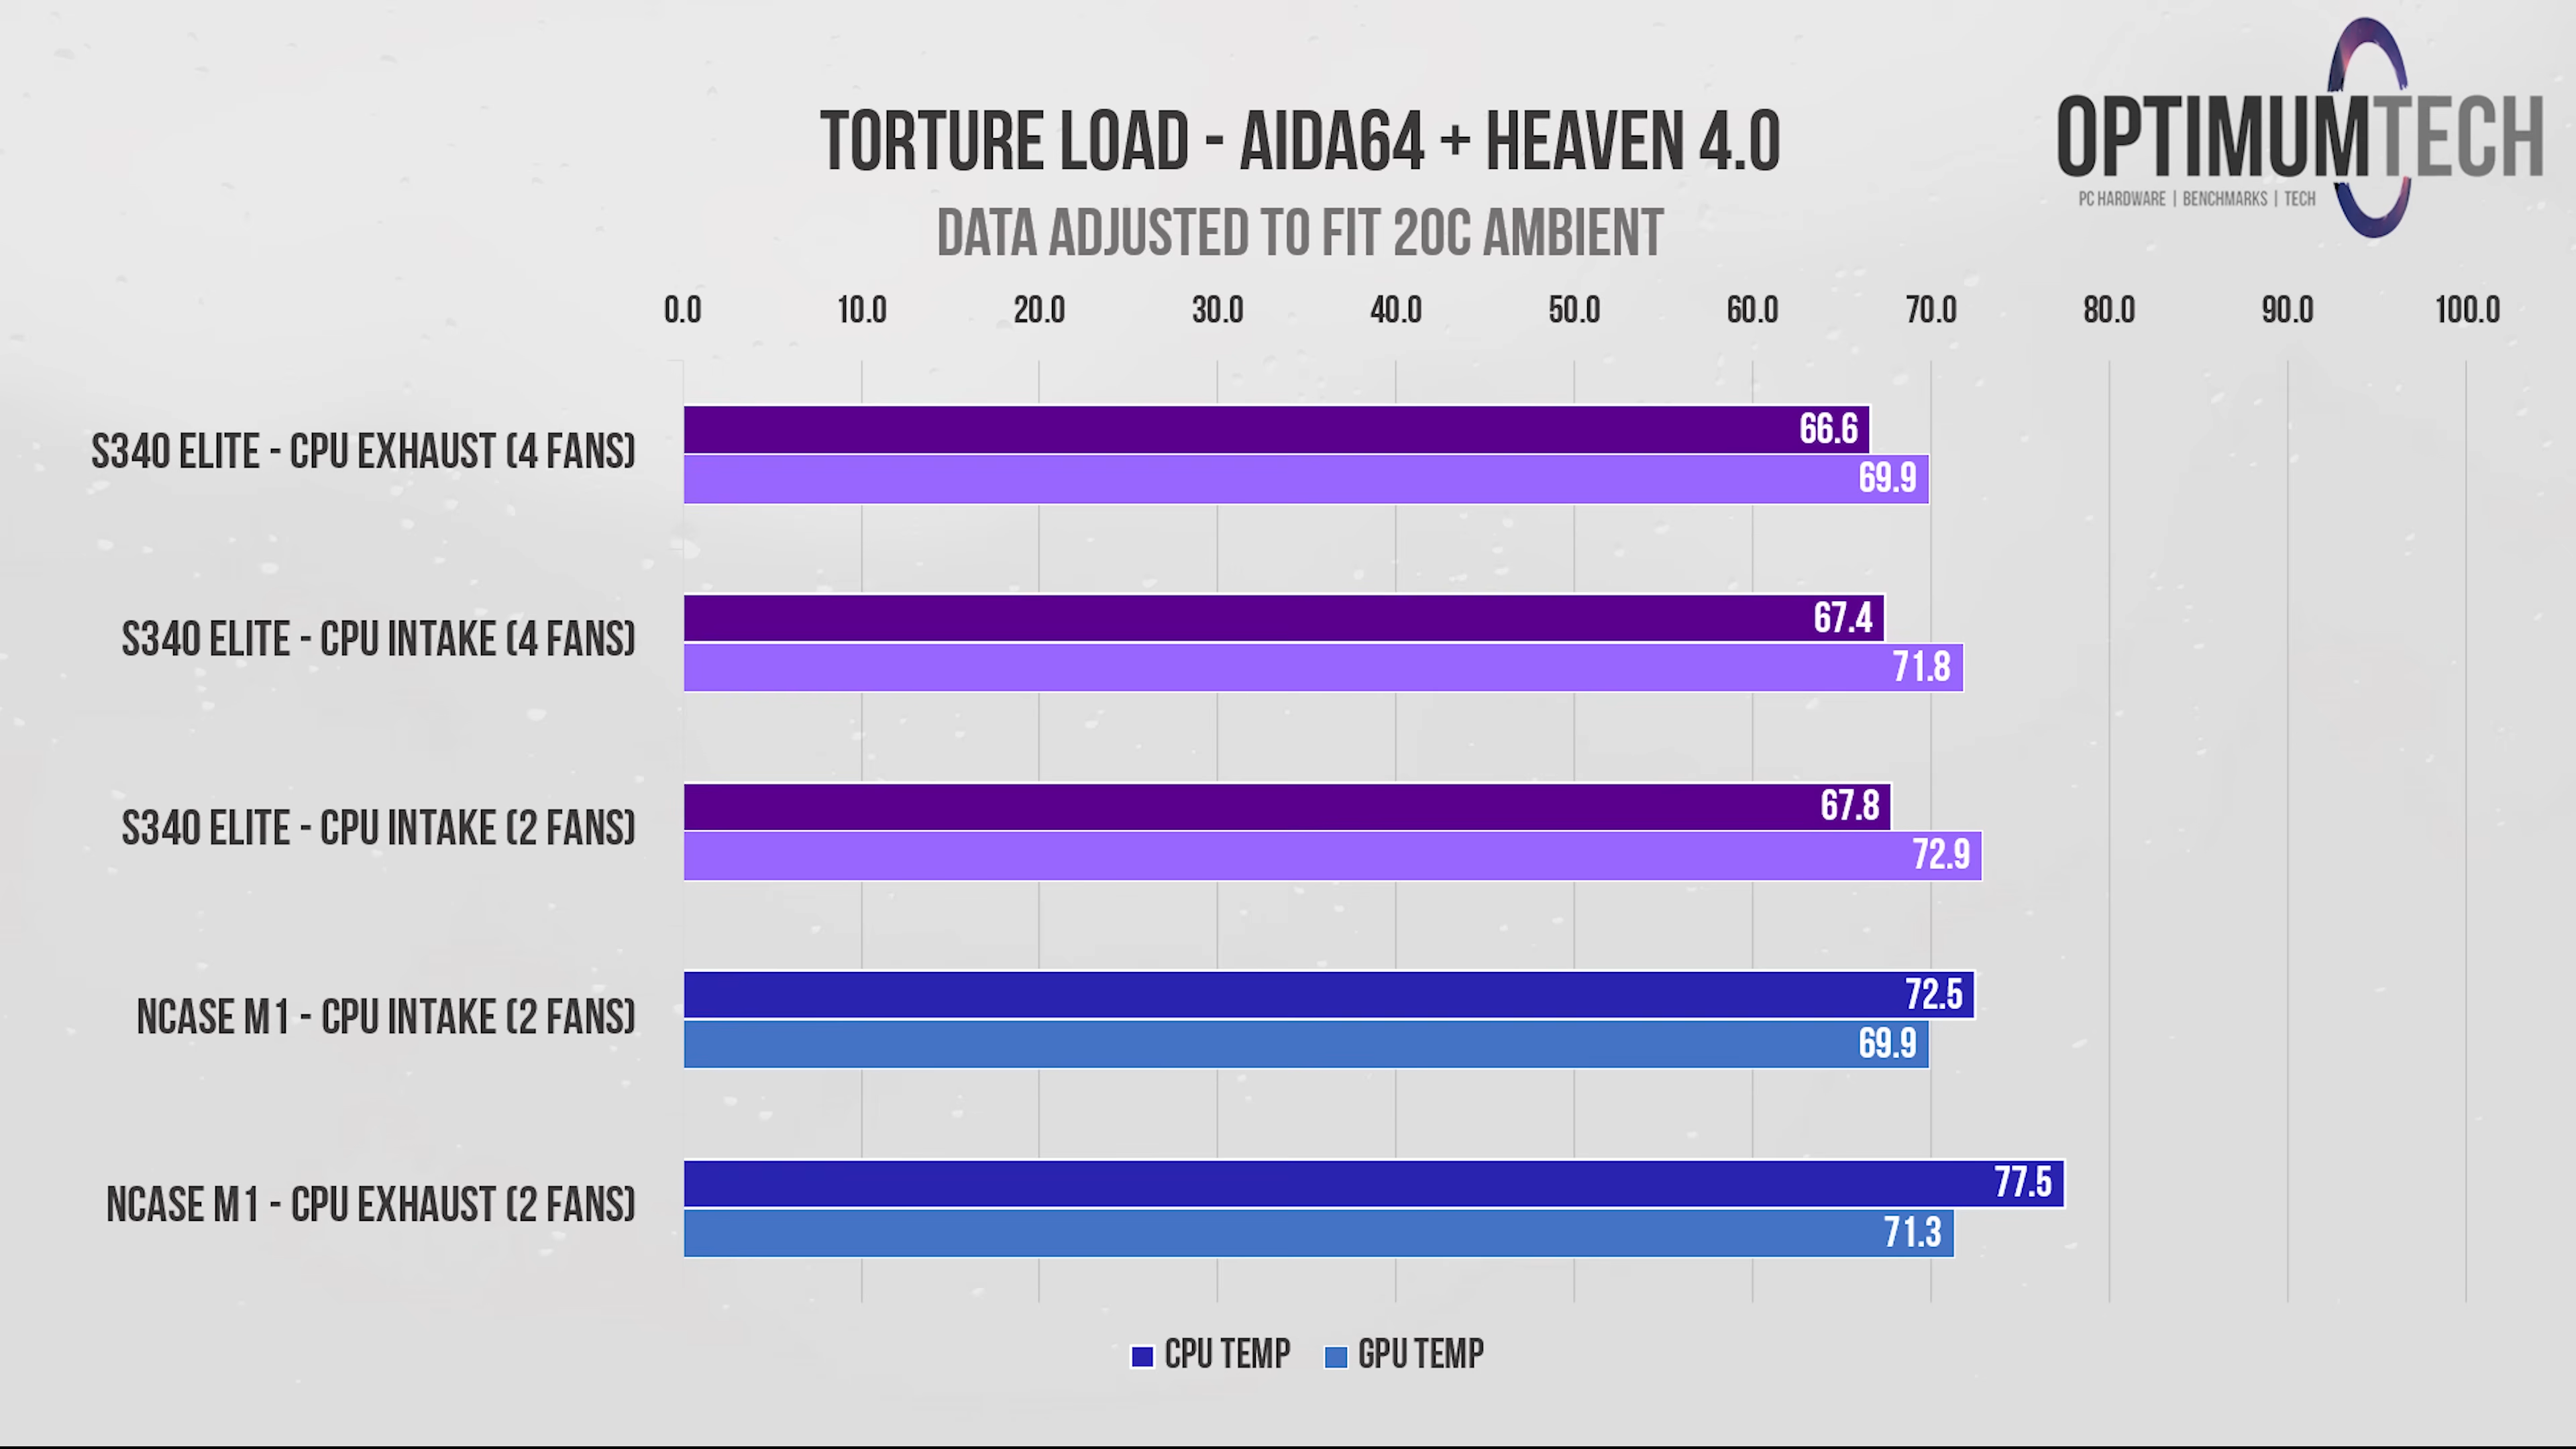 OPTIMUMTECH
PC HARDWARE | BENCHMARKS | TECH
TORTURE LOAD - AIDA64 + HEAVEN 4.0
DATA ADJUSTED TO FIT 20C AMBIENT
0.0 10.0 20.0 30.0 40.0 50.0 60.0 70.0 80.0 90.0 100.0
S340 ELITE - CPU EXHAUST (4 FANS)
66.6
69.9
S340 ELITE - CPU INTAKE (4 FANS)
67.4
71.8
S340 ELITE - CPU INTAKE (2 FANS)
67.8
72.9
NCASE M1 - CPU INTAKE (2 FANS)
72.5
69.9
NCASE M1 - CPU EXHAUST (2 FANS)
77.5
71.3
CPU TEMP GPU TEMP